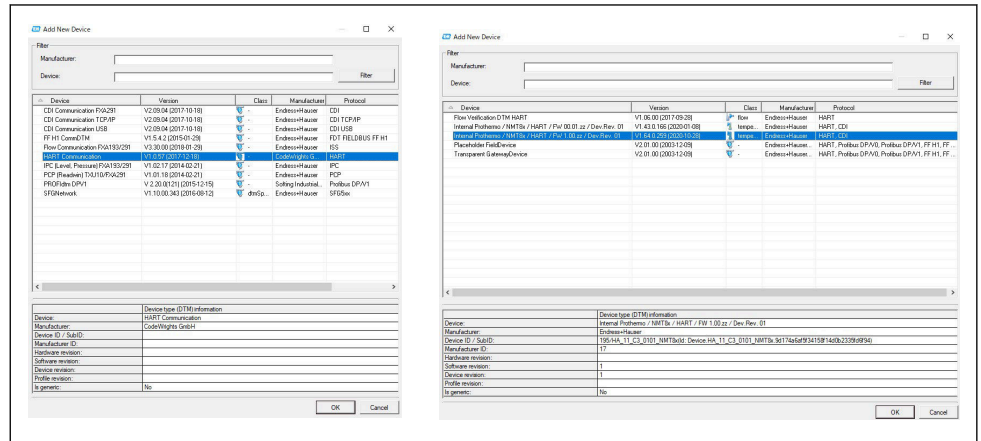 Add New Device
Filter
Manufacturer:
Device:
Filter
Device Version Class Manufacturer Protocol
CDI Communication FXA291 V2.09.04 (2017-10-18) - Endress+Hauser CDI
CDI Communication TCP/IP V2.09.04 (2017-10-18) - Endress+Hauser CDI TCP/IP
CDI Communication USB V2.09.04 (2017-10-18) - Endress+Hauser CDI USB
FF H1 CommDTM V1.5.4.2 (2015-01-29) - Endress+Hauser FDT FIELDBUS FF H1
Flow Communication FXA193/291 V3.30.00 (2018-01-29) - Endress+Hauser ISS
HART Communication V1.0.57 (2017-12-18) - CodeWrights G... HART
IPC (Level, Pressure) FXA193/291 V1.02.17 (2014-02-21) - Endress+Hauser IPC
PCP (Readwin) TXU10/FXA291 V1.01.18 (2014-02-21) - Endress+Hauser PCP
PROFIdtm DPV1 V 2.20.0(121) (2015-12-15) - Softing Industrial... Profibus DP/V1
SFGNetwork V1.10.00.343 (2016-08-12) dtmSp... Endress+Hauser SFG5xx
Device type (DTM) information
Device: HART Communication
Manufacturer: CodeWrights GmbH
Device ID / SubID:
Manufacturer ID:
Hardware revision:
Software revision:
Device revision:
Profile revision:
Is generic: No
OK Cancel
Add New Device
Filter
Manufacturer:
Device:
Filter
Device Version Class Manufacturer Protocol
Flow Verification DTM HART V1.06.00 (2017-09-28) flow Endress+Hauser HART
Internal Prothermo / NMT8x / HART / FW 00.01.zz / Dev.Rev. 01 V1.43.0.166 (2020-01-08) tempe... Endress+Hauser HART, CDI
Internal Prothermo / NMT8x / HART / FW 1.00.zz / Dev.Rev. 01 V1.64.0.259 (2020-10-28) tempe... Endress+Hauser HART, CDI
Placeholder FieldDevice V2.01.00 (2003-12-09) - Endress+Hauser... HART, Profibus DP/V0, Profibus DP/V1, FF H1, FF ...
Transparent GatewayDevice V2.01.00 (2003-12-09) - Endress+Hauser... HART, Profibus DP/V0, Profibus DP/V1, FF H1, FF ...
Device type (DTM) information
Device: Internal Prothermo / NMT8x / HART / FW 1.00.zz / Dev.Rev. 01
Manufacturer: Endress+Hauser
Device ID / SubID: 195/HA_11_C3_0101_NMT8x(Id: Device.HA_11_C3_0101_NMT8x.9d174a6af5f34158f14d0b2335fd6f94)
Manufacturer ID: 17
Hardware revision:
Software revision: 1
Device revision: 1
Profile revision:
Is generic: No
OK Cancel